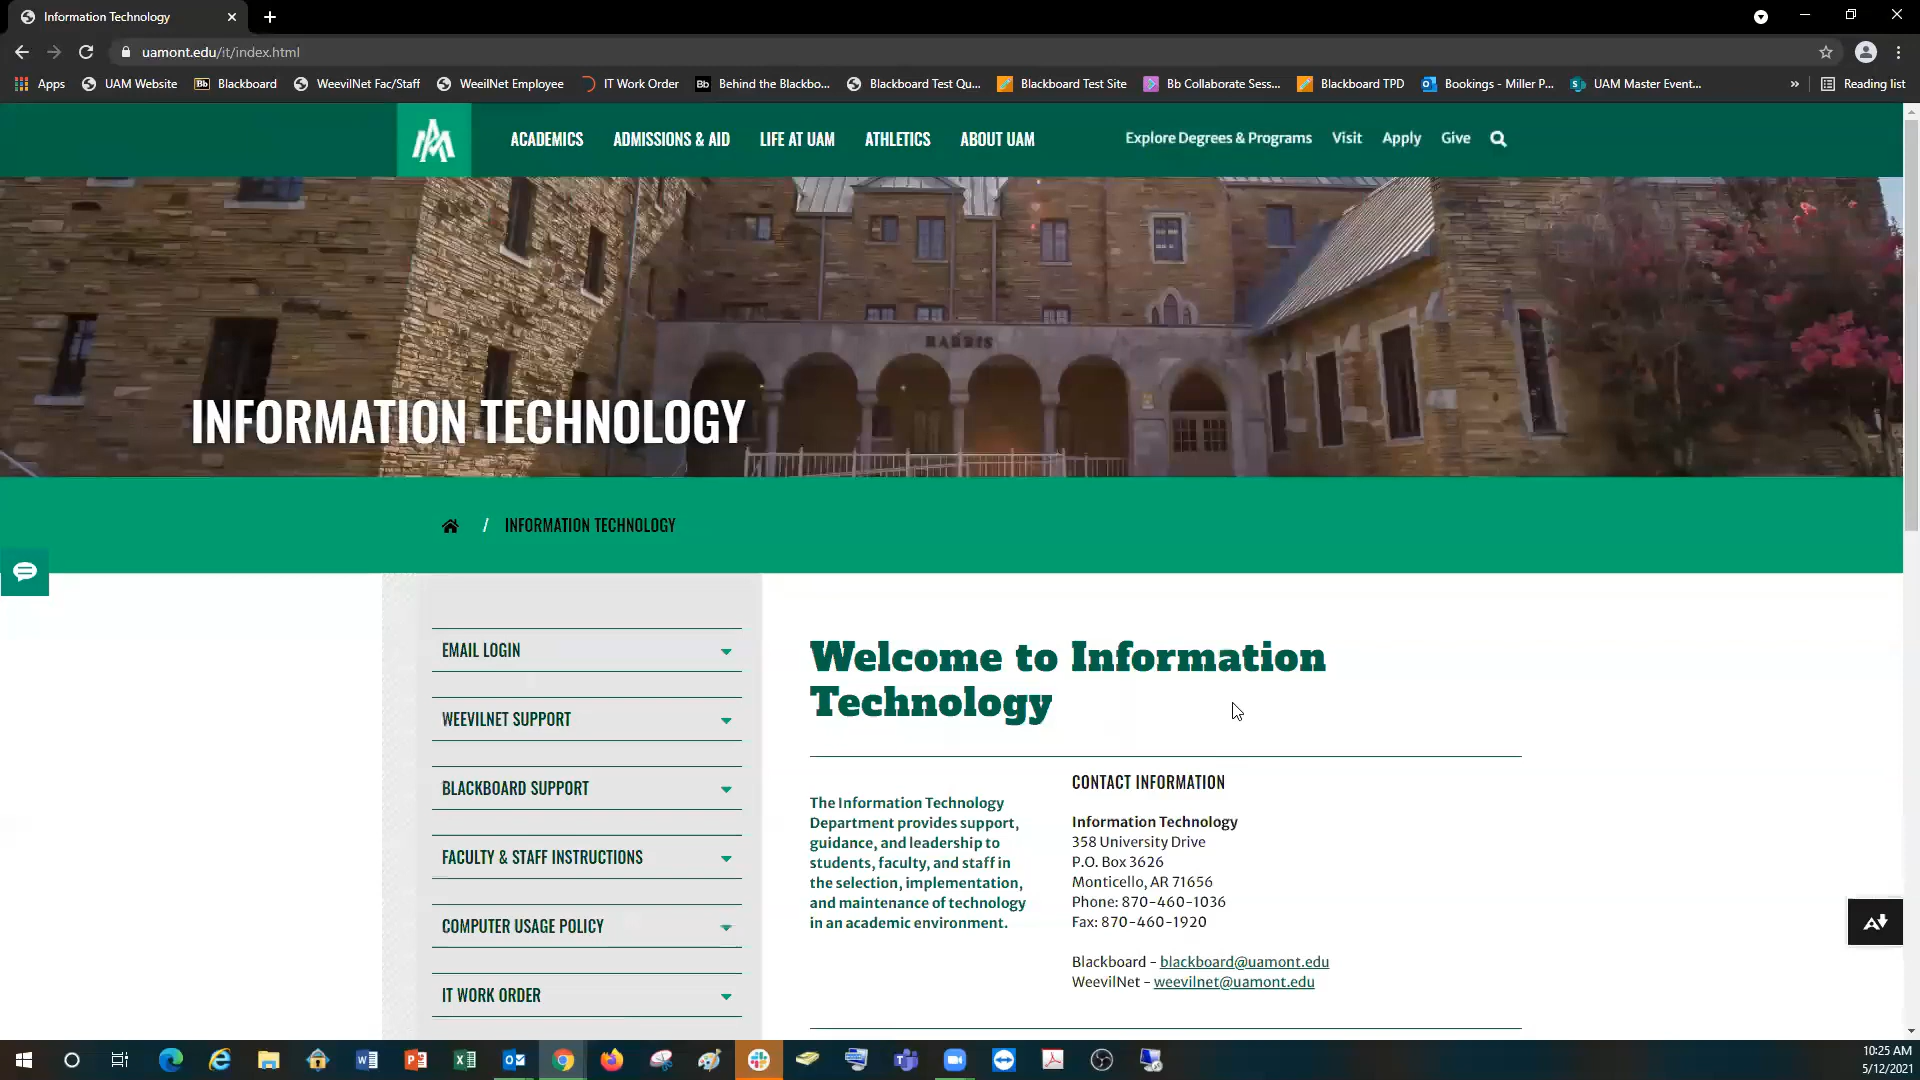 Information Technology
uamont.edu/it/index.html
Apps UAM Website Blackboard WeevilNet Fac/Staff WeeilNet Employee IT Work Order Behind the Blackbo... Blackboard Test Qu... Blackboard Test Site Bb Collaborate Sess... Blackboard TPD Bookings - Miller P... UAM Master Event... » Reading list
ACADEMICS ADMISSIONS & AID LIFE AT UAM ATHLETICS ABOUT UAM Explore Degrees & Programs Visit Apply Give
HARRIS
INFORMATION TECHNOLOGY
/ INFORMATION TECHNOLOGY
EMAIL LOGIN
WEEVILNET SUPPORT
BLACKBOARD SUPPORT
FACULTY & STAFF INSTRUCTIONS
COMPUTER USAGE POLICY
IT WORK ORDER
Welcome to Information
Technology
The Information Technology
Department provides support,
guidance, and leadership to
students, faculty, and staff in
the selection, implementation,
and maintenance of technology
in an academic environment.
CONTACT INFORMATION
Information Technology
358 University Drive
P.O. Box 3626
Monticello, AR 71656
Phone: 870-460-1036
Fax: 870-460-1920
Blackboard - blackboard@uamont.edu
WeevilNet - weevilnet@uamont.edu
10:25 AM
5/12/2021